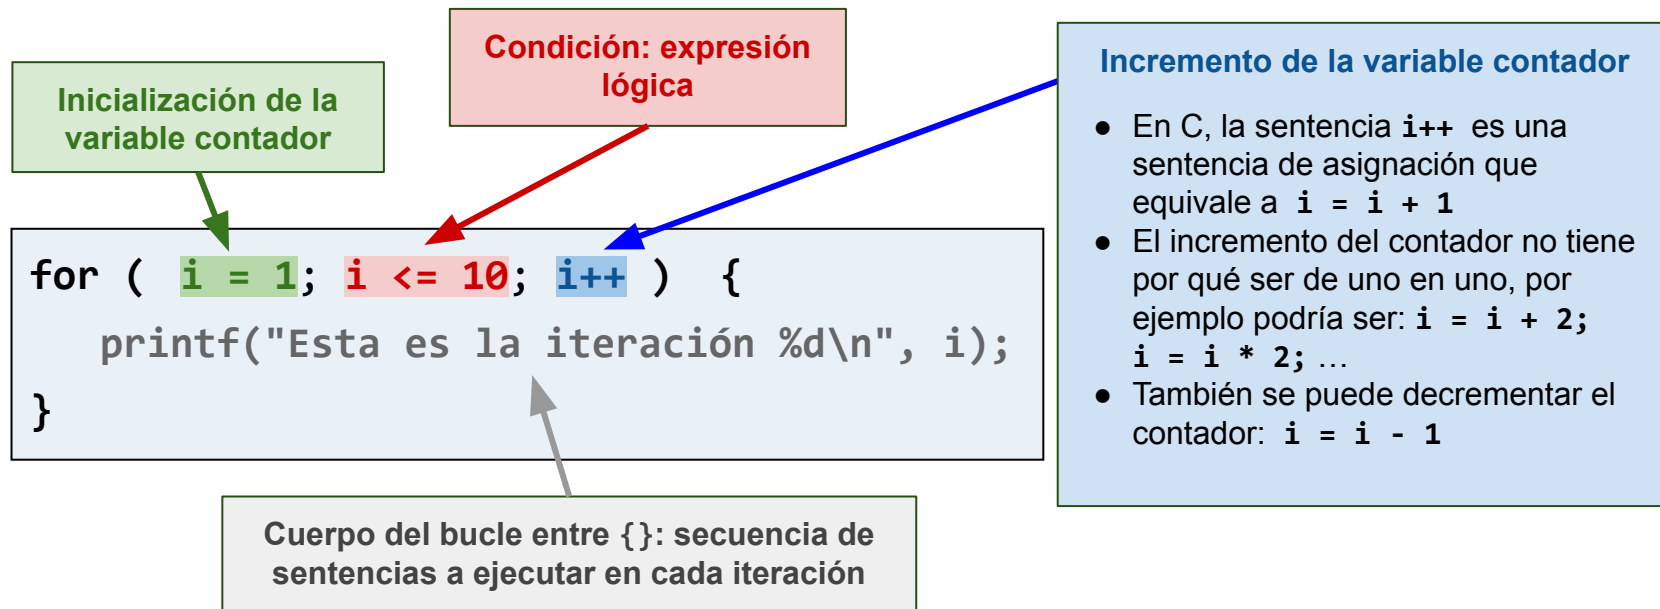 Inicialización de la
variable contador
Condición: expresión
lógica
for ( i = 1; i <= 10; i++ ) {
printf("Esta es la iteración %d\n", i);
}
Cuerpo del bucle entre {}: secuencia de
sentencias a ejecutar en cada iteración
Incremento de la variable contador
● En C, la sentencia i++ es una
sentencia de asignación que
equivale a i = i + 1
● El incremento del contador no tiene
por qué ser de uno en uno, por
ejemplo podría ser: i = i + 2;
i = i * 2; …
● También se puede decrementar el
contador: i = i - 1